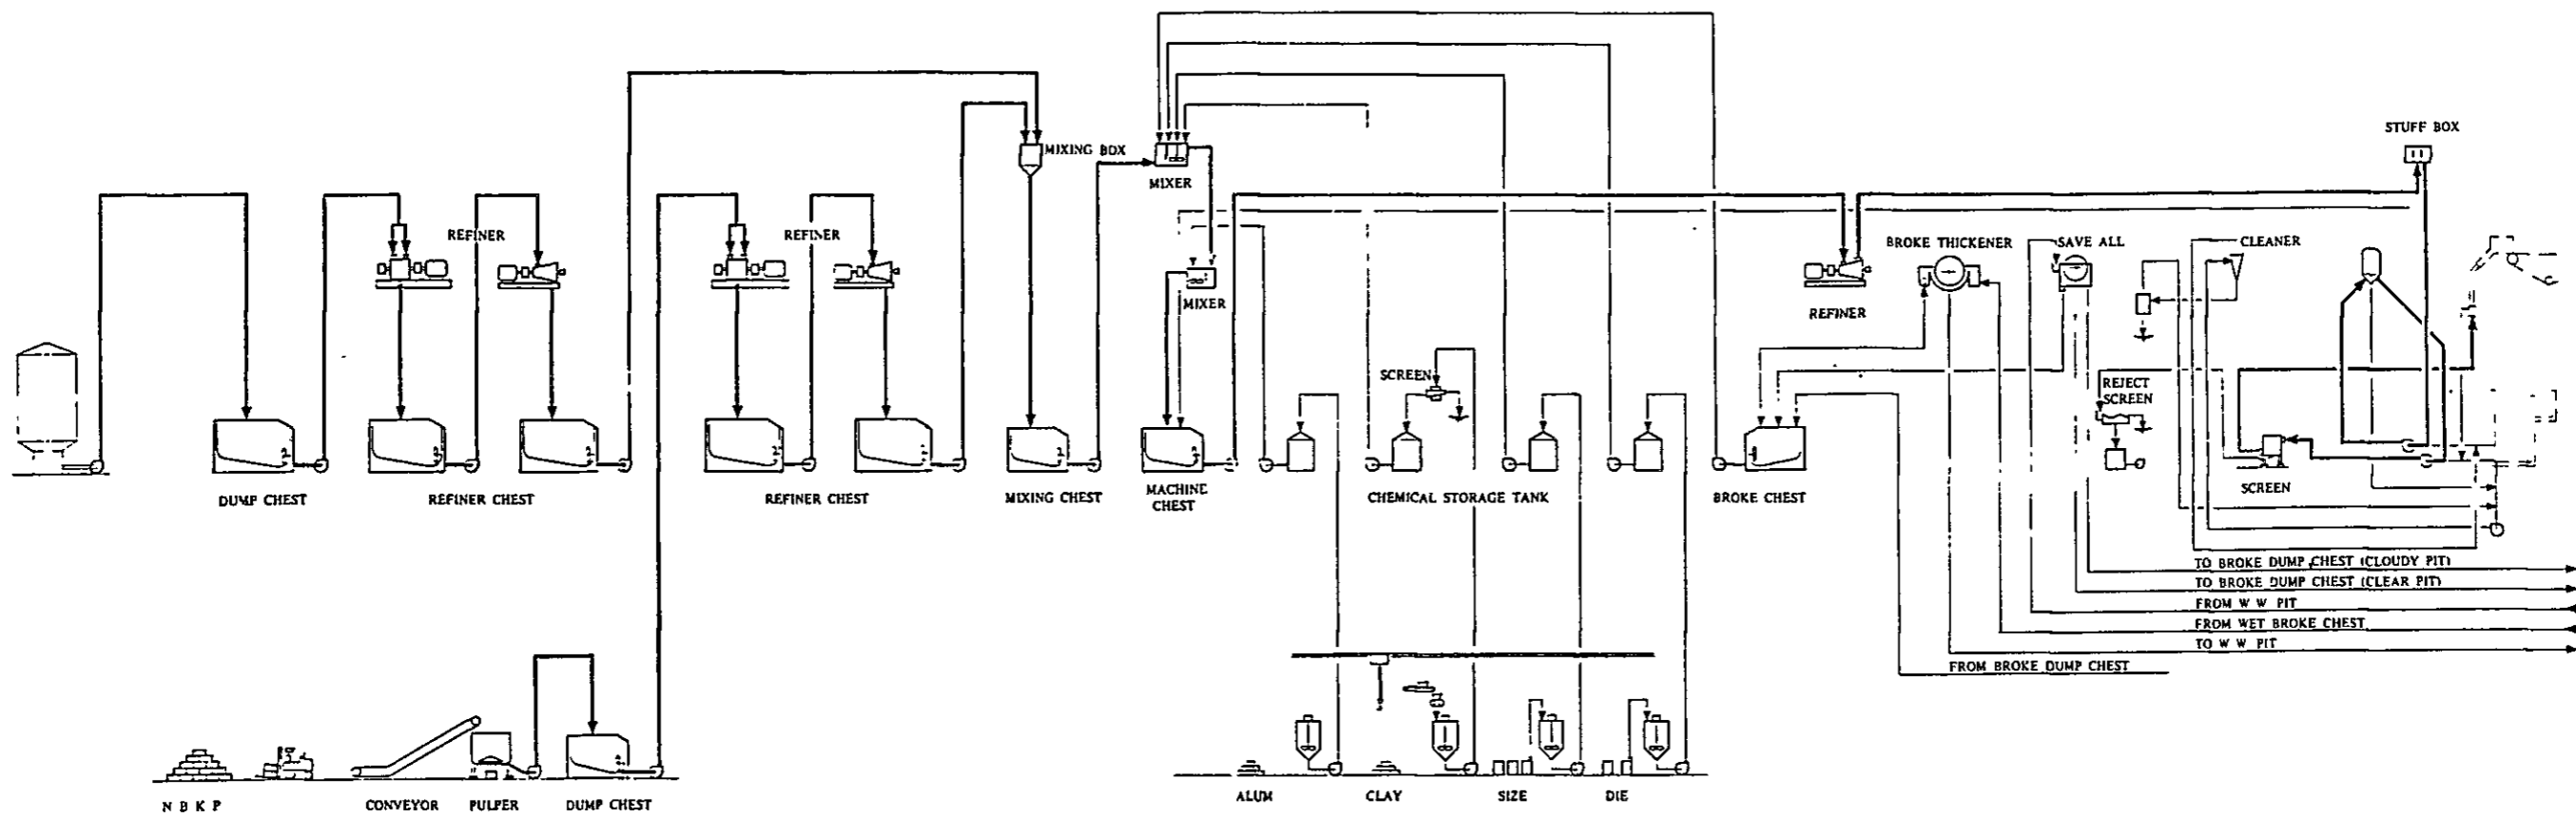 STUFF BOX
MIXING BOX
MIXER
REFINER
REFINER
BROKE THICKENER
SAVE ALL
CLEANER
MIXER
REFINER
SCREEN
REJECT
SCREEN
SCREEN
DUMP CHEST
REFINER CHEST
REFINER CHEST
MIXING CHEST
MACHINE
CHEST
CHEMICAL STORAGE TANK
BROKE CHEST
TO BROKE DUMP CHEST (CLOUDY PIT)
TO BROKE DUMP CHEST (CLEAR PIT)
FROM W W PIT
FROM WET BROKE CHEST
TO W W PIT
FROM BROKE DUMP CHEST
N B K P
CONVEYOR
PULPER
DUMP CHEST
ALUM
CLAY
SIZE
DIE